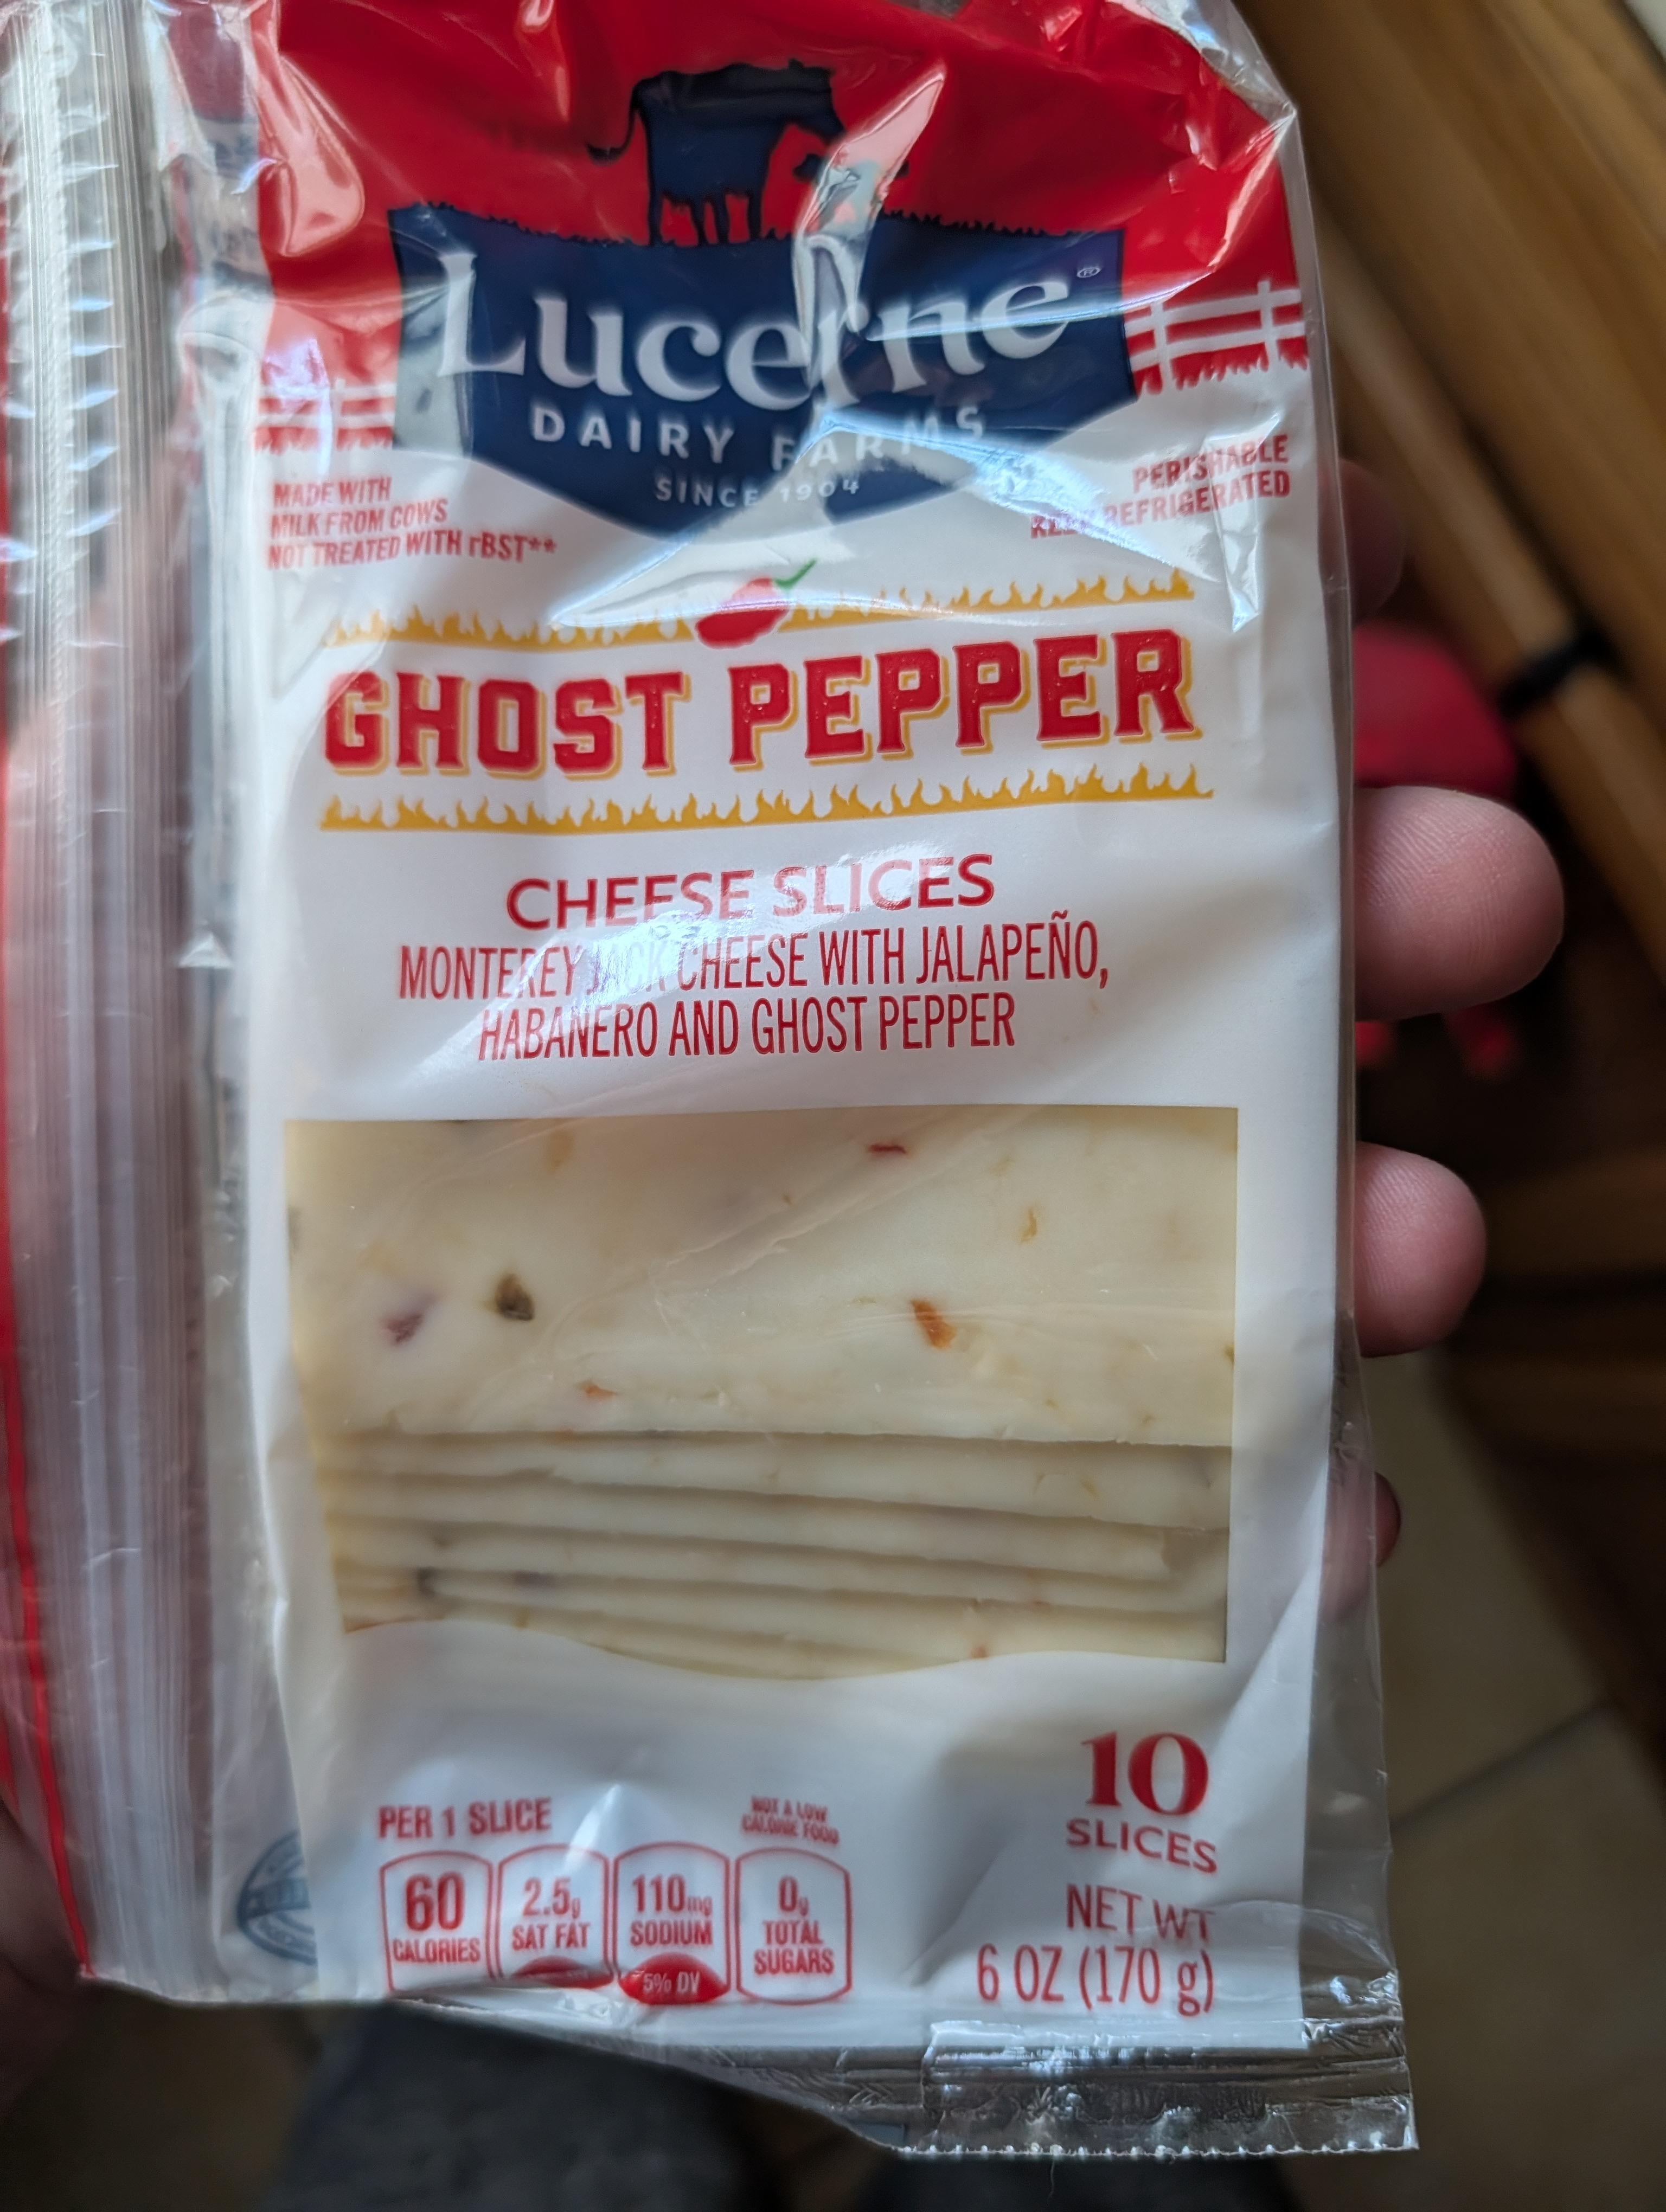 Lucerne®
DAIRY FARMS
SINCE 1904
MADE WITH
MILK FROM COWS
NOT TREATED WITH rBST**
PERISHABLE
KEEP REFRIGERATED
GHOST PEPPER
CHEESE SLICES
MONTEREY JACK CHEESE WITH JALAPEÑO,
HABANERO AND GHOST PEPPER
10
SLICES
NET WT
6 OZ (170 g)
PER 1 SLICE
NOT A LOW
CALORIE FOOD
60
CALORIES
2.5g
SAT FAT
110mg
SODIUM
5% DV
0g
TOTAL
SUGARS